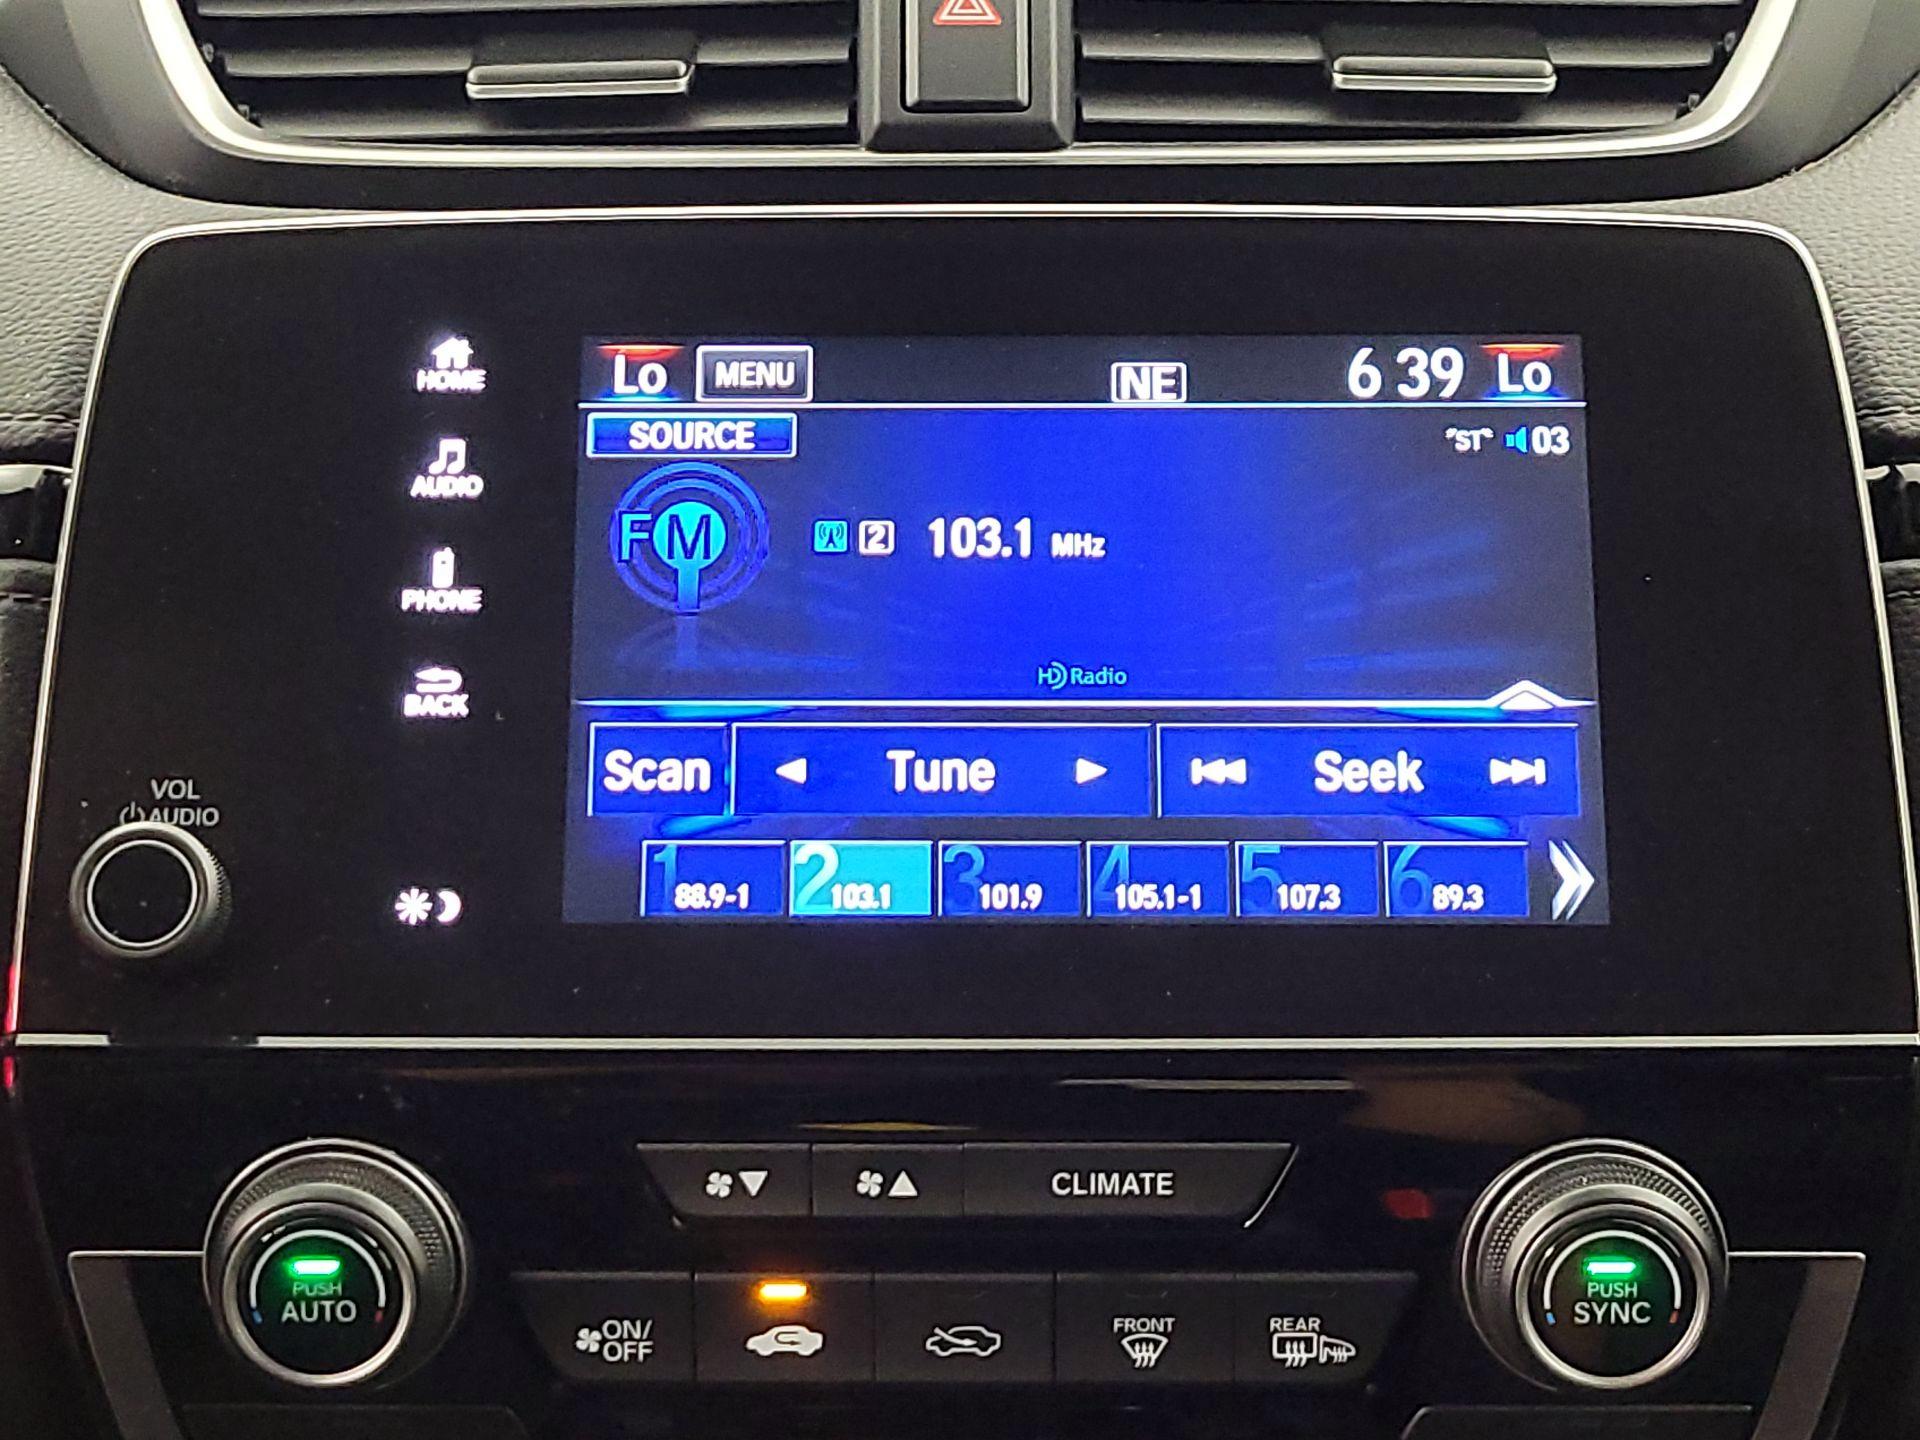 Lo MENU NE 6 39 Lo
SOURCE "ST" 03
FM 2 103.1 MHz
HD Radio
Scan Tune Seek
1 88.9-1 2 103.1 3 101.9 4 105.1-1 5 107.3 6 89.3
HOME
AUDIO
PHONE
BACK
VOL
AUDIO
CLIMATE
PUSH
AUTO
ON/
OFF
FRONT
REAR
PUSH
SYNC